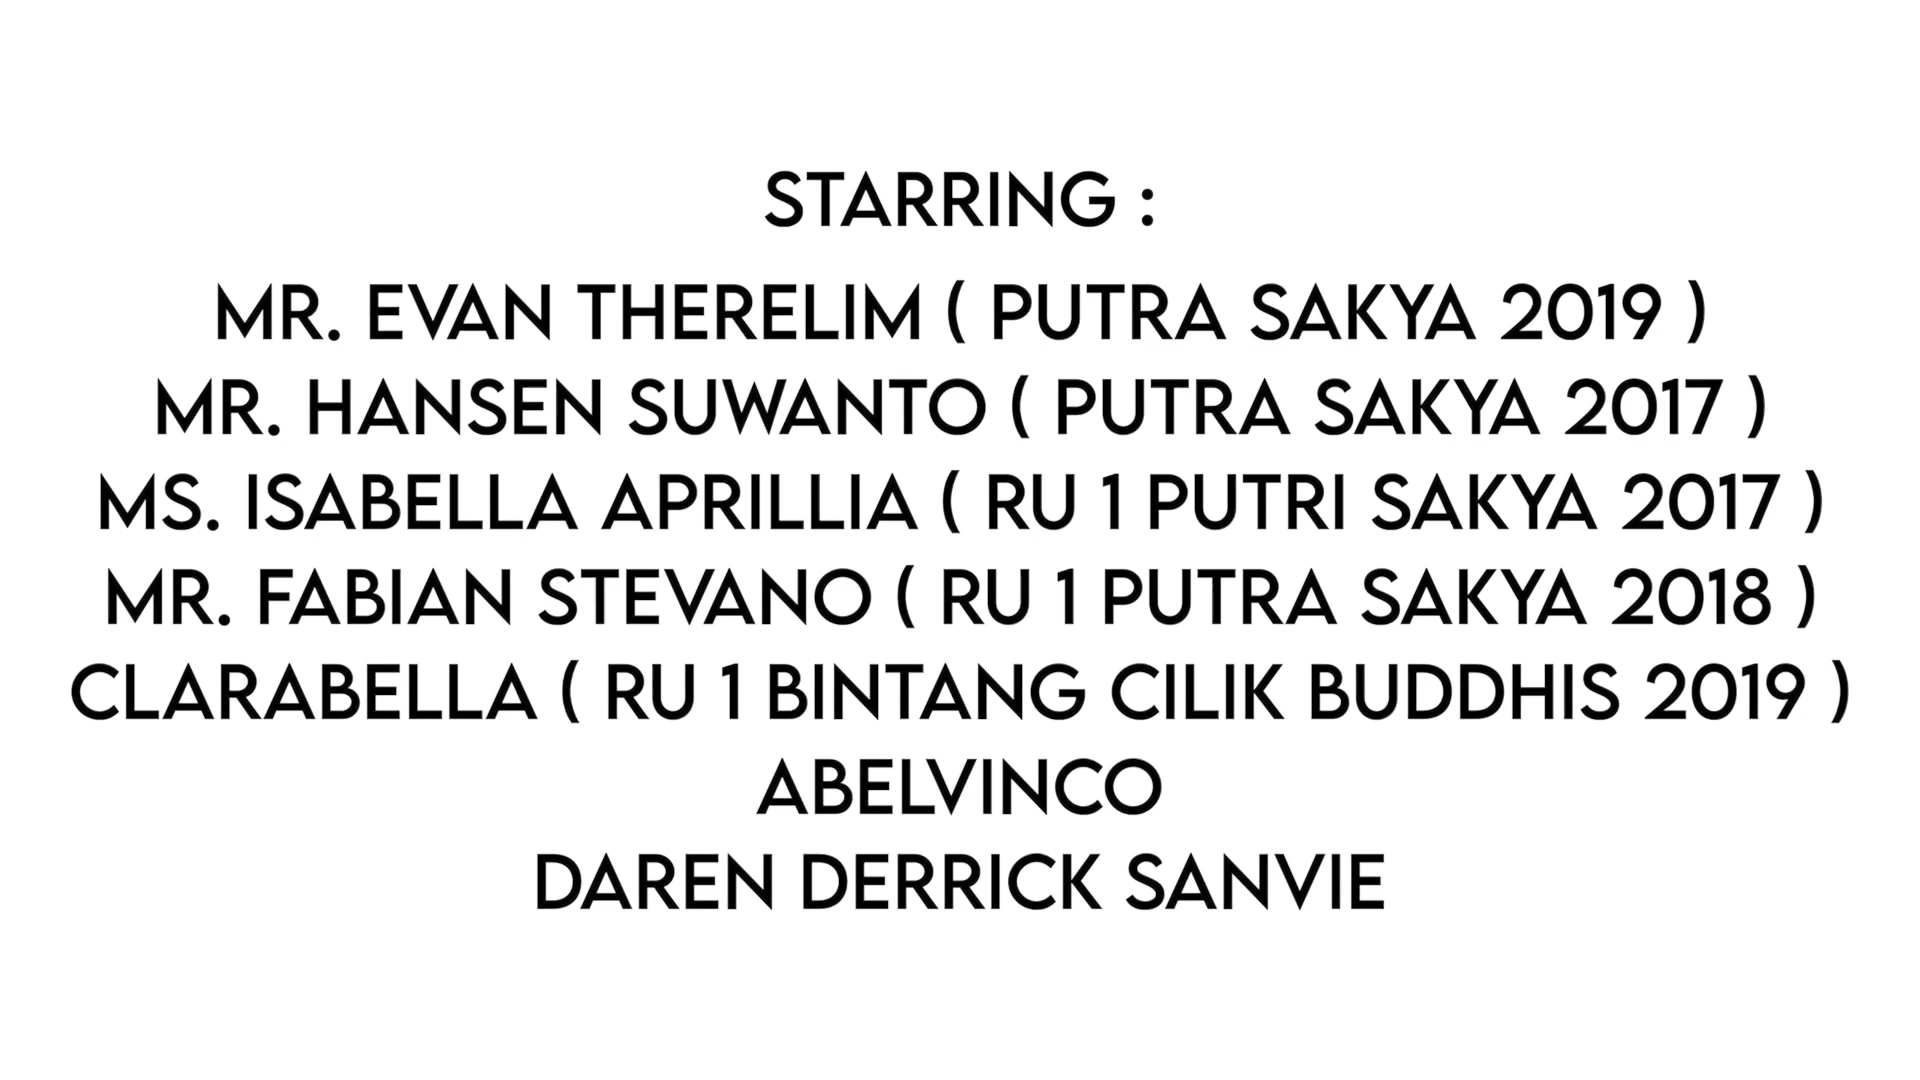 STARRING :
MR. EVAN THERELIM ( PUTRA SAKYA 2019 )
MR. HANSEN SUWANTO ( PUTRA SAKYA 2017 )
MS. ISABELLA APRILLIA ( RU 1 PUTRI SAKYA 2017 )
MR. FABIAN STEVANO ( RU 1 PUTRA SAKYA 2018 )
CLARABELLA ( RU 1 BINTANG CILIK BUDDHIS 2019 )
ABELVINCO
DAREN DERRICK SANVIE